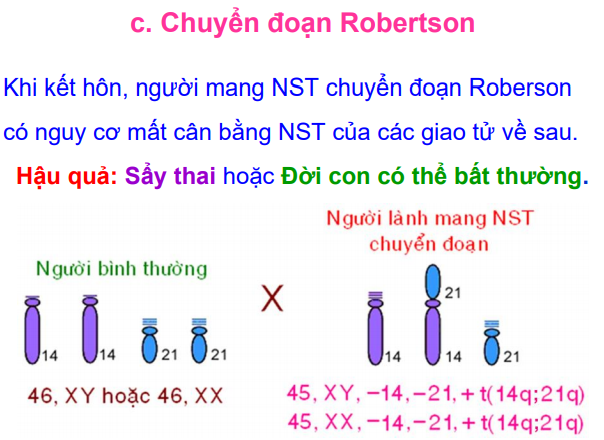 c. Chuyển đoạn Robertson
Khi kết hôn, người mang NST chuyển đoạn Roberson
có nguy cơ mất cân bằng NST của các giao tử về sau.
Hậu quả: Sẩy thai hoặc Đời con có thể bất thường.
Người bình thường
Người lành mang NST
chuyển đoạn
14
14
21
21
X
14
21
14
21
46, XY hoặc 46, XX
45, XY, –14,–21,+ t(14q;21q)
45, XX, –14,–21,+ t(14q;21q)